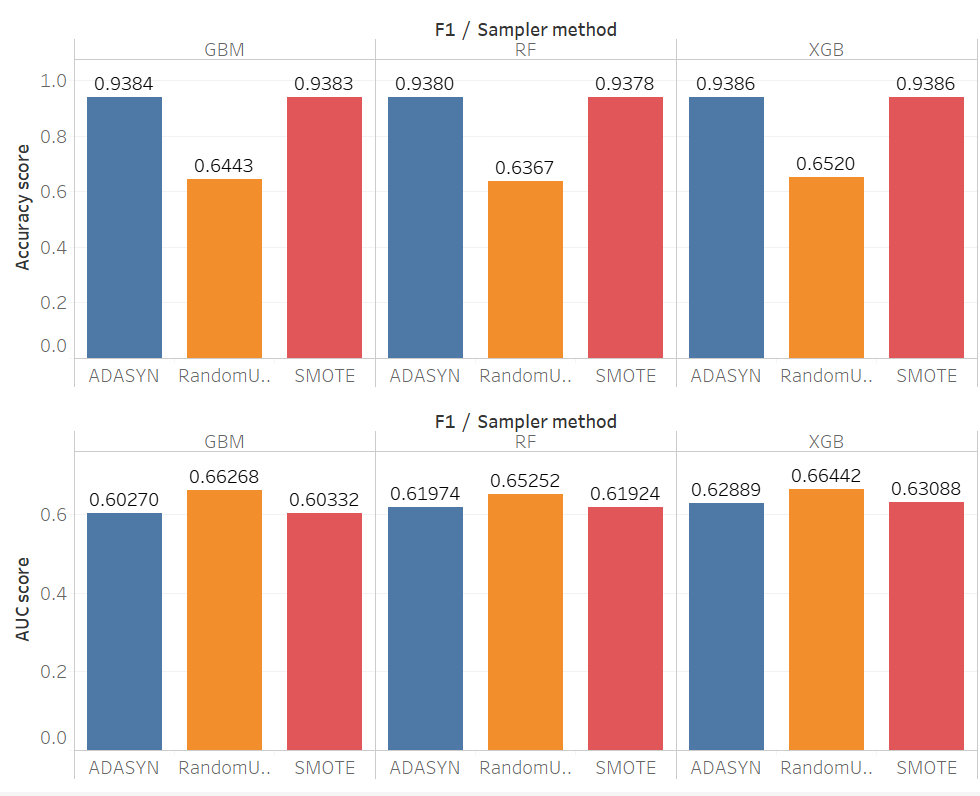 F1 / Sampler method
GBM RF XGB
1.0
0.8
0.6
0.4
0.2
0.0
Accuracy score
0.9384 0.6443 0.9383 0.9380 0.6367 0.9378 0.9386 0.6520 0.9386
ADASYN RandomU.. SMOTE ADASYN RandomU.. SMOTE ADASYN RandomU.. SMOTE
F1 / Sampler method
GBM RF XGB
0.6
0.4
0.2
0.0
AUC score
0.60270 0.66268 0.60332 0.61974 0.65252 0.61924 0.62889 0.66442 0.63088
ADASYN RandomU.. SMOTE ADASYN RandomU.. SMOTE ADASYN RandomU.. SMOTE